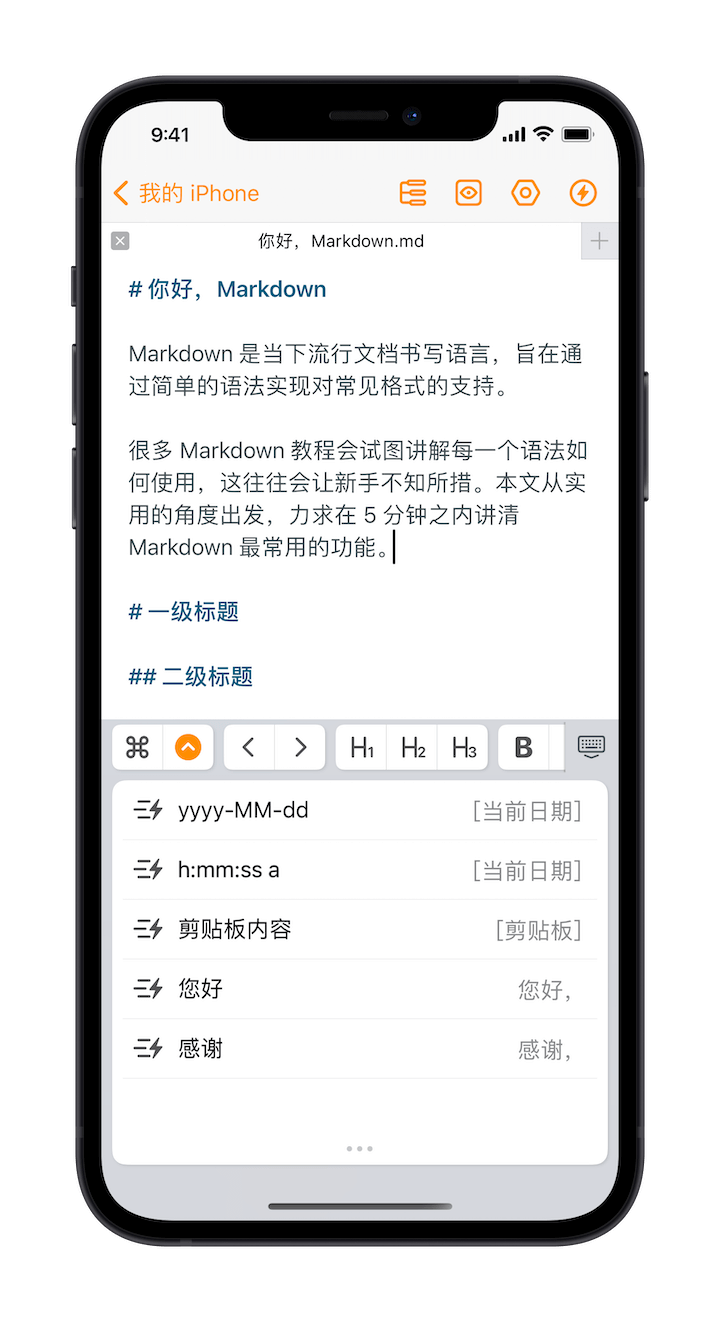 9:41
我的 iPhone
你好，Markdown.md
# 你好，Markdown
Markdown 是当下流行文档书写语言，旨在通
过简单的语法实现对常见格式的支持。
很多 Markdown 教程会试图讲解每一个语法如
何使用，这往往会让新手不知所措。本文从实
用的角度出发，力求在 5 分钟之内讲清
Markdown 最常用的功能。
# 一级标题
## 二级标题
H1 H2 H3 B
yyyy-MM-dd [当前日期]
h:mm:ss a [当前日期]
剪贴板内容 [剪贴板]
您好 您好，
感谢 感谢，